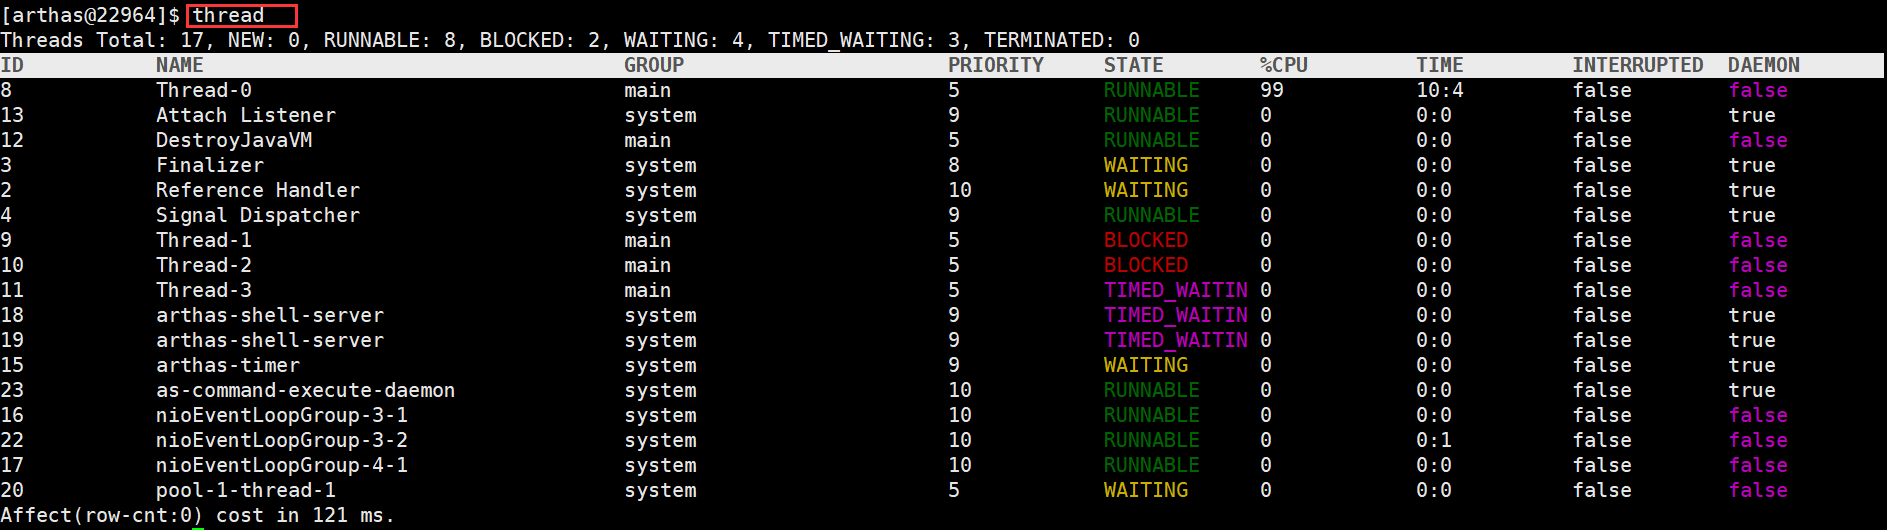 [arthas@22964]$ thread
Threads Total: 17, NEW: 0, RUNNABLE: 8, BLOCKED: 2, WAITING: 4, TIMED_WAITING: 3, TERMINATED: 0
ID NAME GROUP PRIORITY STATE %CPU TIME INTERRUPTED DAEMON
8 Thread-0 main 5 RUNNABLE 99 10:4 false false
13 Attach Listener system 9 RUNNABLE 0 0:0 false true
12 DestroyJavaVM main 5 RUNNABLE 0 0:0 false false
3 Finalizer system 8 WAITING 0 0:0 false true
2 Reference Handler system 10 WAITING 0 0:0 false true
4 Signal Dispatcher system 9 RUNNABLE 0 0:0 false true
9 Thread-1 main 5 BLOCKED 0 0:0 false false
10 Thread-2 main 5 BLOCKED 0 0:0 false false
11 Thread-3 main 5 TIMED_WAITIN 0 0:0 false false
18 arthas-shell-server system 9 TIMED_WAITIN 0 0:0 false true
19 arthas-shell-server system 9 TIMED_WAITIN 0 0:0 false true
15 arthas-timer system 9 WAITING 0 0:0 false true
23 as-command-execute-daemon system 10 RUNNABLE 0 0:0 false true
16 nioEventLoopGroup-3-1 system 10 RUNNABLE 0 0:0 false false
22 nioEventLoopGroup-3-2 system 10 RUNNABLE 0 0:1 false false
17 nioEventLoopGroup-4-1 system 10 RUNNABLE 0 0:0 false false
20 pool-1-thread-1 system 5 WAITING 0 0:0 false false
Affect(row-cnt:0) cost in 121 ms.